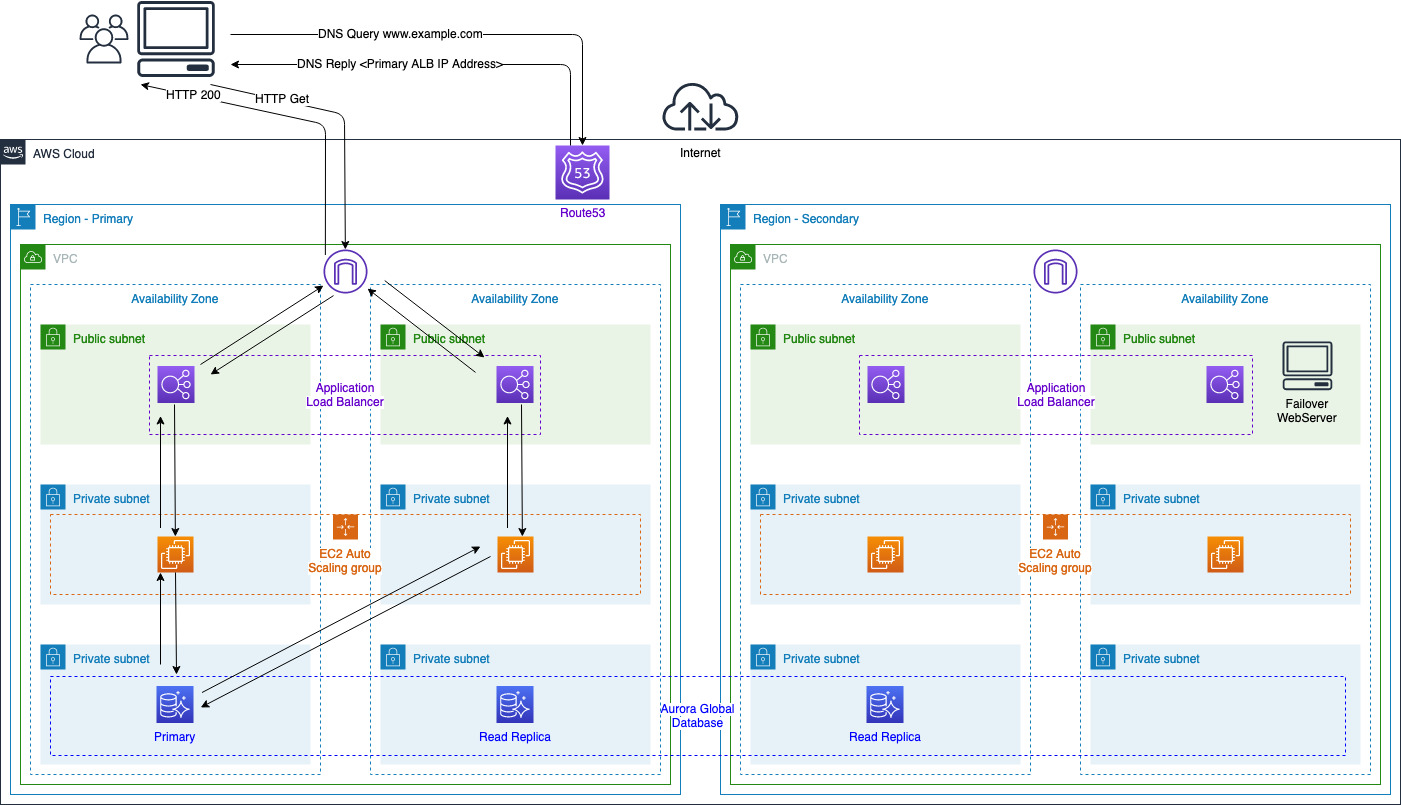 DNS Query www.example.com
DNS Reply <Primary ALB IP Address>
HTTP 200
HTTP Get
Internet
aws
AWS Cloud
53
Route53
Region - Primary
Region - Secondary
VPC
VPC
Availability Zone
Availability Zone
Availability Zone
Availability Zone
Public subnet
Public subnet
Public subnet
Public subnet
Application
Load Balancer
Application
Load Balancer
Failover
WebServer
Private subnet
Private subnet
Private subnet
Private subnet
EC2 Auto
Scaling group
EC2 Auto
Scaling group
Private subnet
Private subnet
Private subnet
Private subnet
Aurora Global
Database
Primary
Read Replica
Read Replica